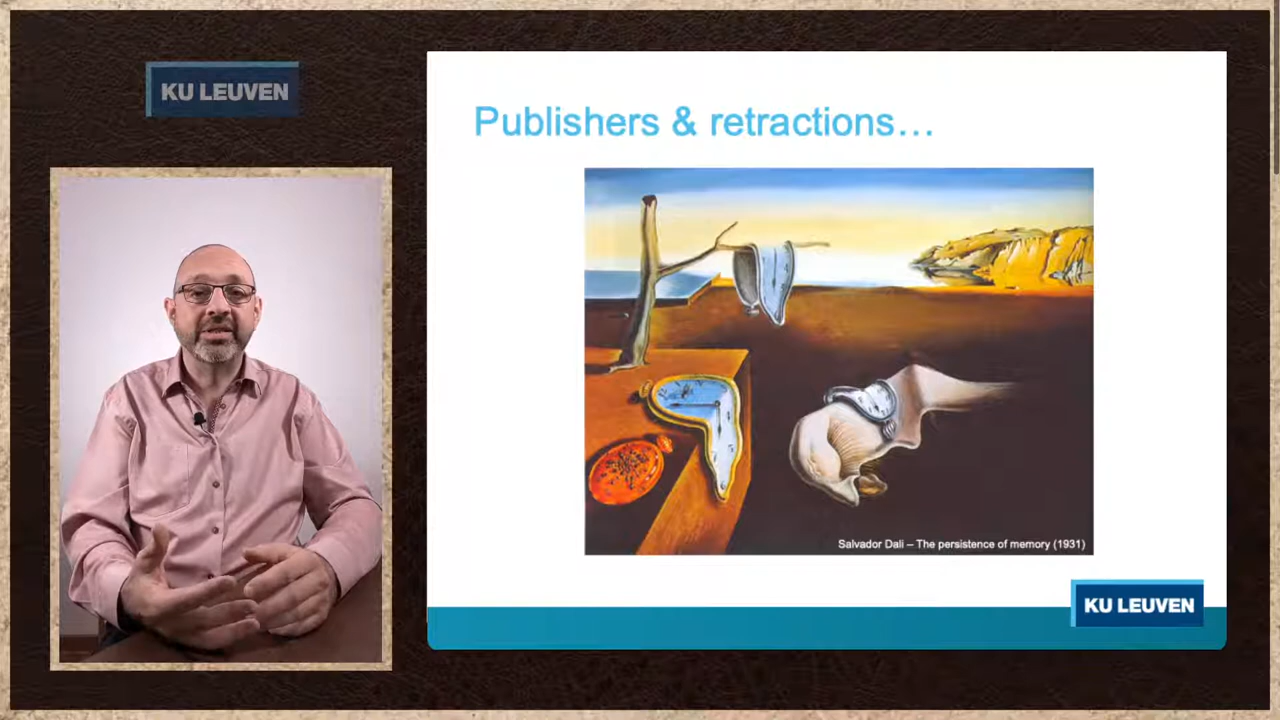 KU LEUVEN
Publishers & retractions…
Salvador Dali – The persistence of memory (1931)
KU LEUVEN